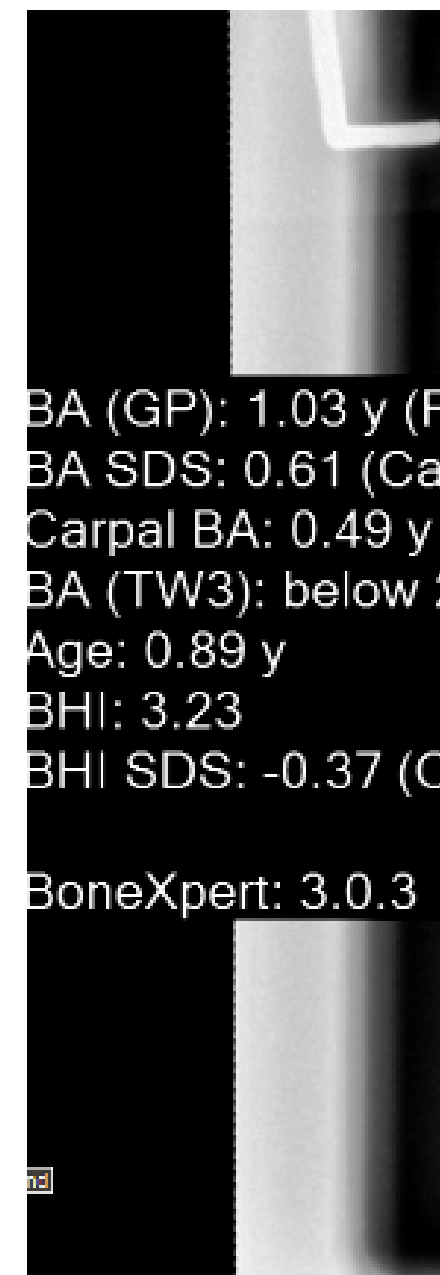 BA (GP): 1.03 y (
BA SDS: 0.61 (Ca
Carpal BA: 0.49 y
BA (TW3): below
Age: 0.89 y
BHI: 3.23
BHI SDS: -0.37 (
BoneXpert: 3.0.3